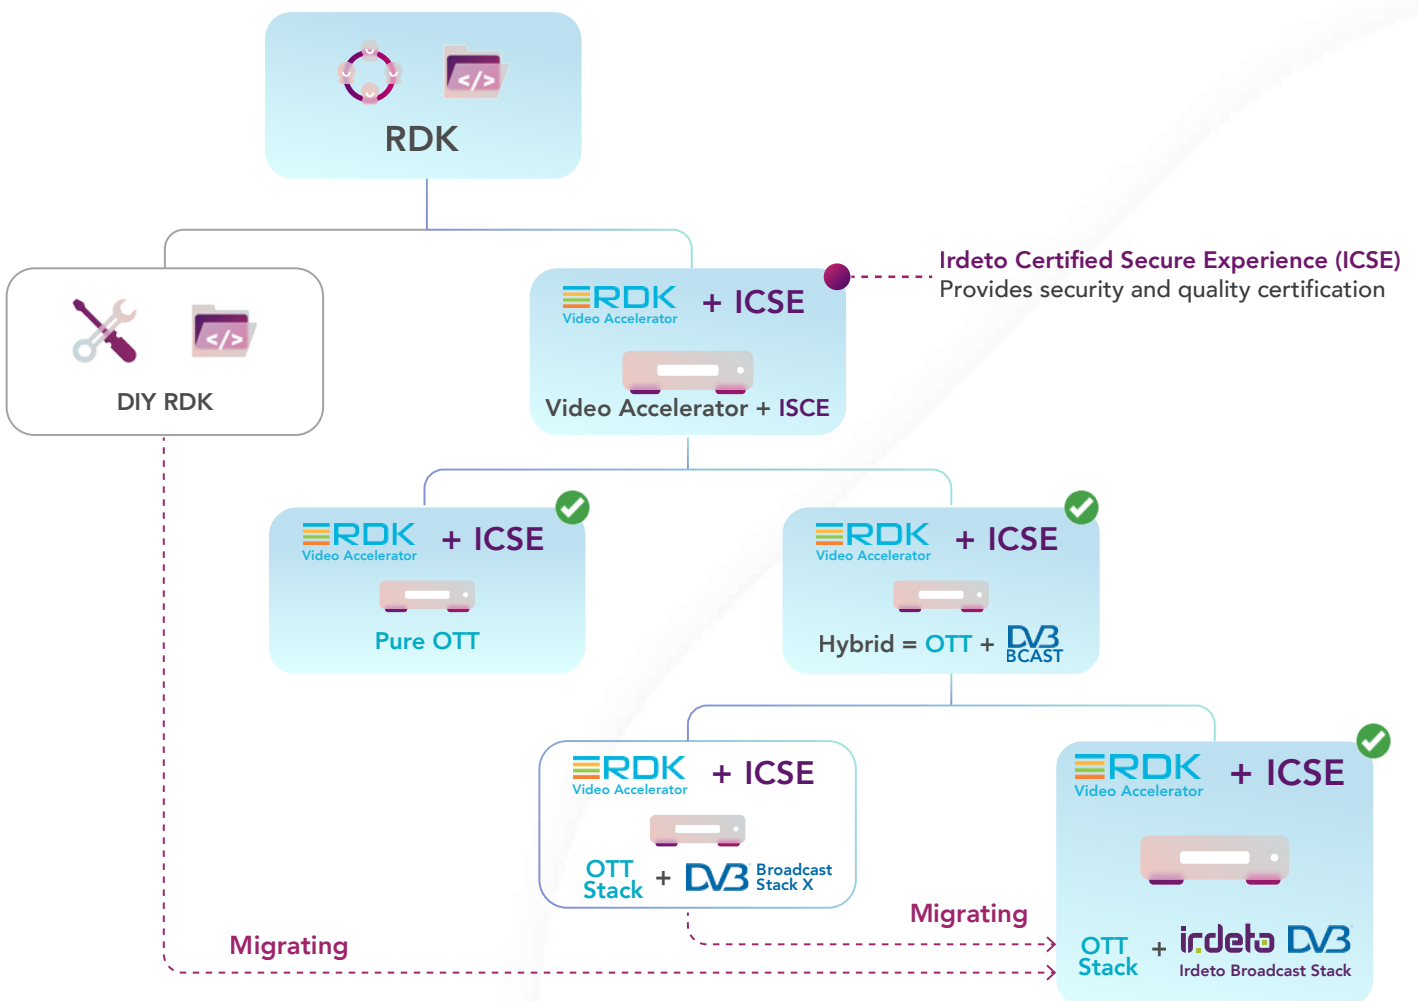 </>
RDK
Irdeto Certified Secure Experience (ICSE)
Provides security and quality certification
RDK + ICSE
Video Accelerator
</>
DIY RDK
Video Accelerator + ISCE
RDK + ICSE
Video Accelerator
Pure OTT
RDK + ICSE
Video Accelerator
Hybrid = OTT + DVB
BCAST
RDK + ICSE
Video Accelerator
OTT
Stack + DVB Broadcast
Stack X
RDK + ICSE
Video Accelerator
OTT
Stack + irdeto DVB
Irdeto Broadcast Stack
Migrating
Migrating